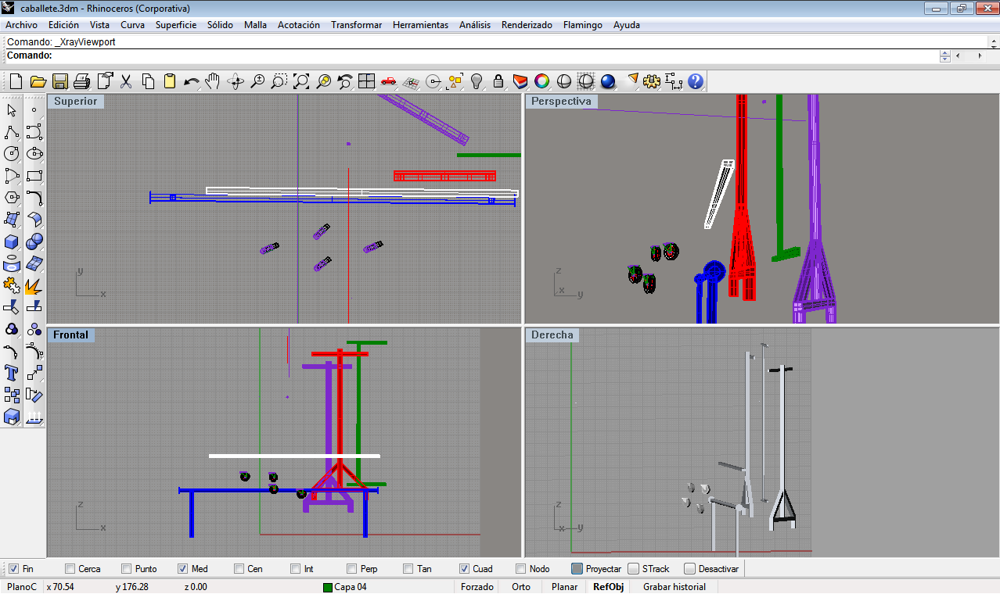 caballete.3dm - Rhinoceros (Corporativa)
Archivo Edición Vista Curva Superficie Sólido Malla Acotación Transformar Herramientas Análisis Renderizado Flamingo Ayuda
Comando: _XrayViewport
Comando:
Superior
Perspectiva
y
x
z
x
y
Frontal
Derecha
z
x
z
x
y
Fin Cerca Punto Med Cen Int Perp Tan Cuad Nodo Proyectar STrack Desactivar
PlanoC x 70.54 y 176.28 z 0.00 Capa 04 Forzado Orto Planar RefObj Grabar historial